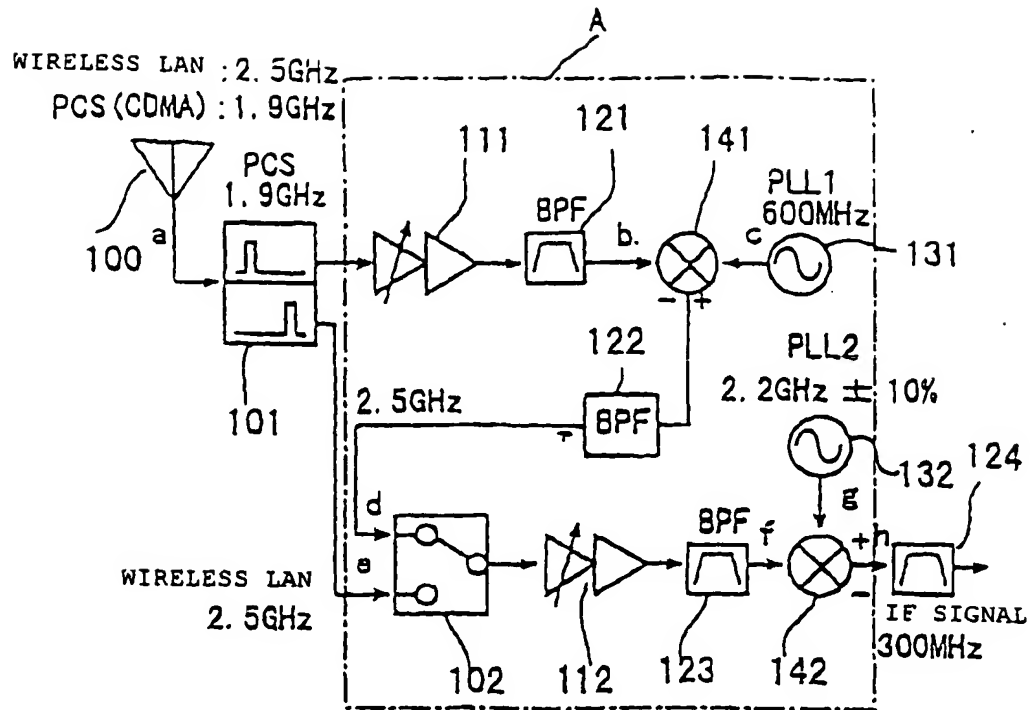 A
WIRELESS LAN : 2.5GHz
PCS (CDMA) : 1.9GHz
PCS
1.9GHz
111
121
141
PLL1
600MHz
BPF
a
b.
c
100
131
- +
122
PLL2
2.2GHz ± 10%
101
2.5GHz
BPF
132
124
d
g
BPF
f
+
h
e
-
WIRELESS LAN
2.5GHz
IF SIGNAL
300MHz
102
112
123
142